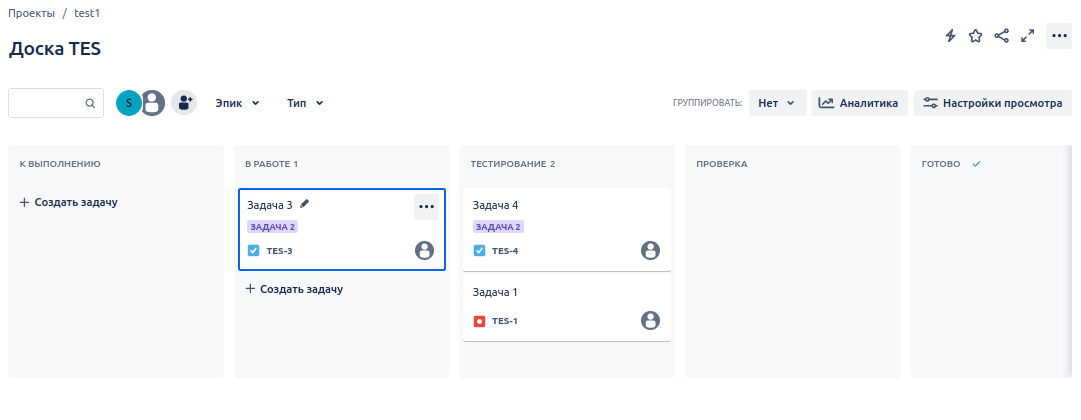 Проекты / test1
Доска TES
S
Эпик
Тип
ГРУППИРОВАТЬ:
Нет
Аналитика
Настройки просмотра
К ВЫПОЛНЕНИЮ
Создать задачу
В РАБОТЕ 1
Задача 3
ЗАДАЧА 2
TES-3
Создать задачу
ТЕСТИРОВАНИЕ 2
Задача 4
ЗАДАЧА 2
TES-4
Задача 1
TES-1
ПРОВЕРКА
ГОТОВО